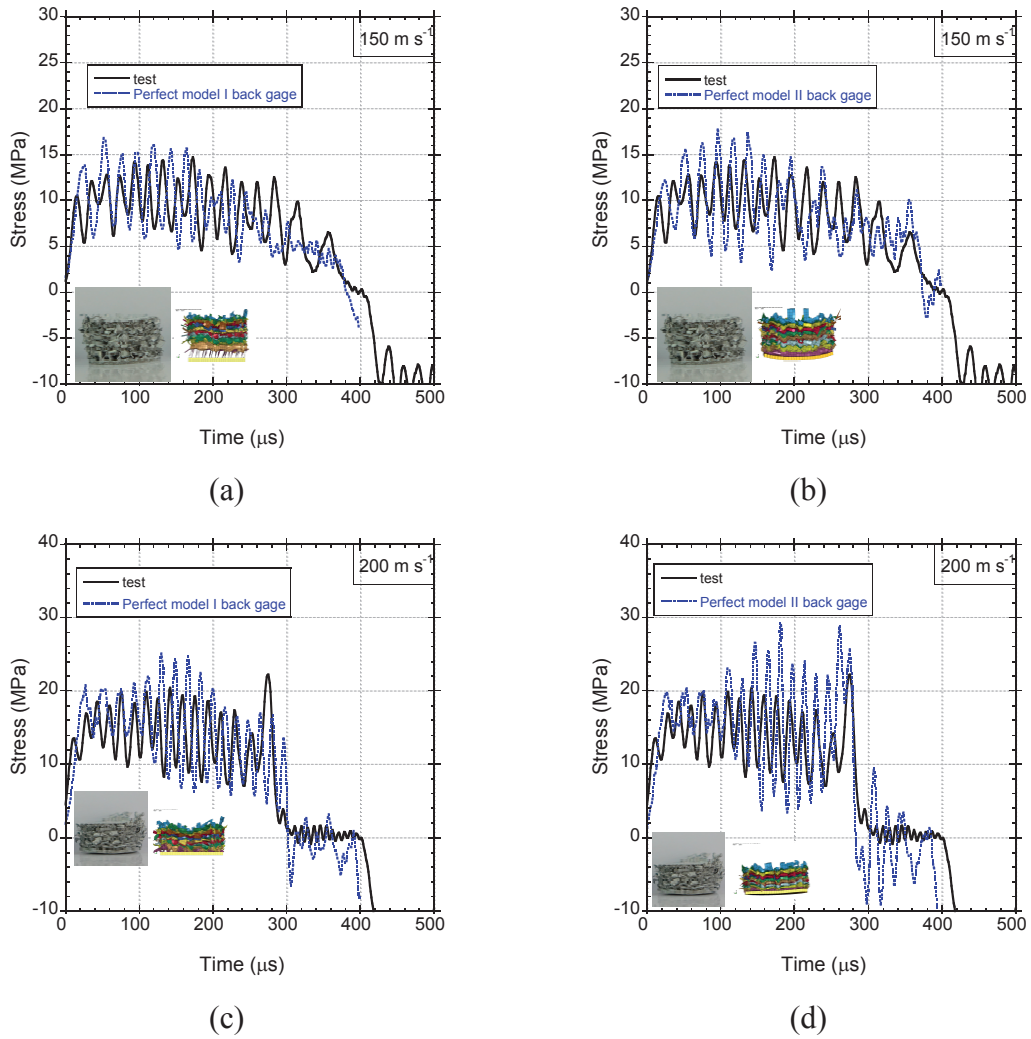 30
25
20
15
10
5
0
-5
-10
Stress (MPa)
150 m s⁻¹
test
Perfect model I back gage
0 100 200 300 400 500
Time (μs)
(a)
30
25
20
15
10
5
0
-5
-10
Stress (MPa)
150 m s⁻¹
test
Perfect model II back gage
0 100 200 300 400 500
Time (μs)
(b)
40
30
20
10
0
-10
Stress (MPa)
200 m s⁻¹
test
Perfect model I back gage
0 100 200 300 400 500
Time (μs)
(c)
40
30
20
10
0
-10
Stress (MPa)
200 m s⁻¹
test
Perfect model II back gage
0 100 200 300 400 500
Time (μs)
(d)